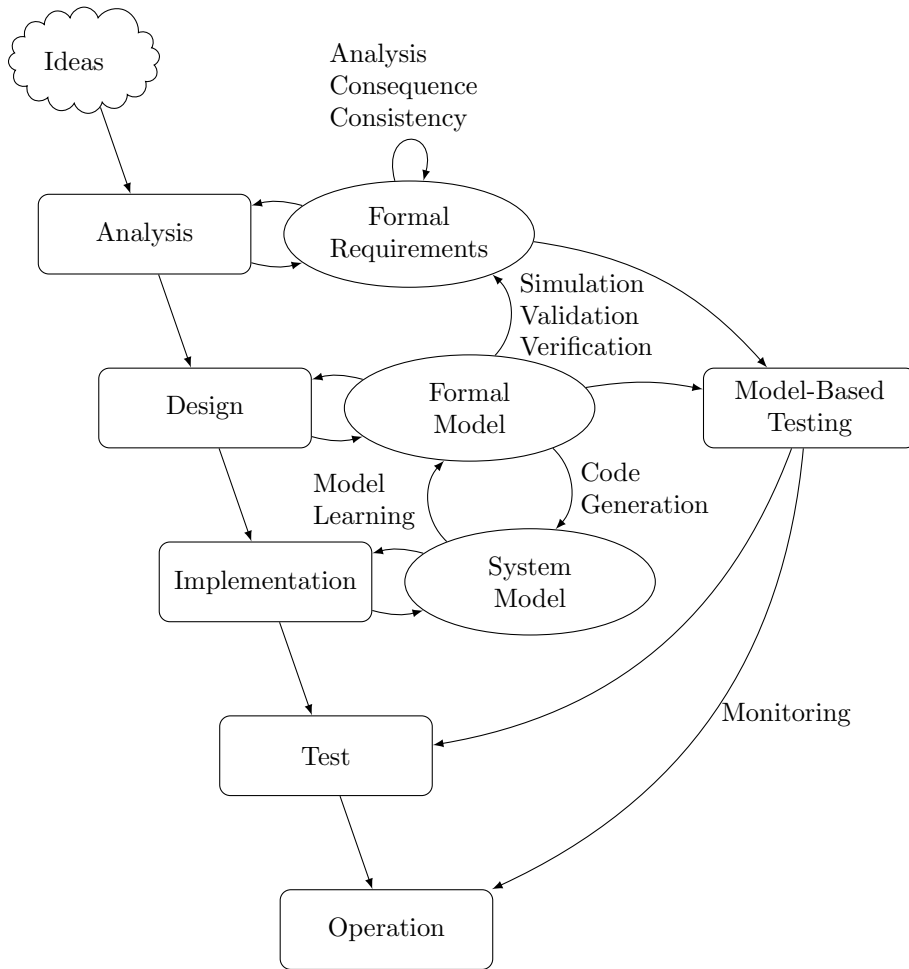 Ideas
Analysis
Consequence
Consistency
Analysis
Formal
Requirements
Simulation
Validation
Verification
Design
Formal
Model
Model-Based
Testing
Model
Learning
Code
Generation
Implementation
System
Model
Monitoring
Test
Operation